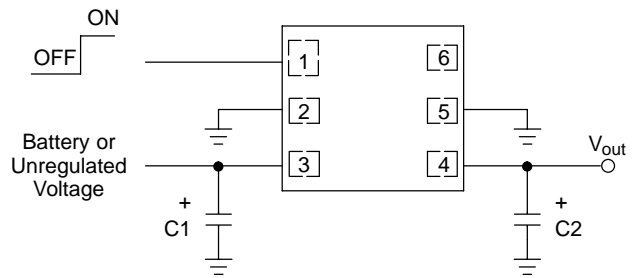 ON
OFF
1
6
2
5
Battery or
Unregulated
Voltage
3
4
Vout
+
C1
+
C2